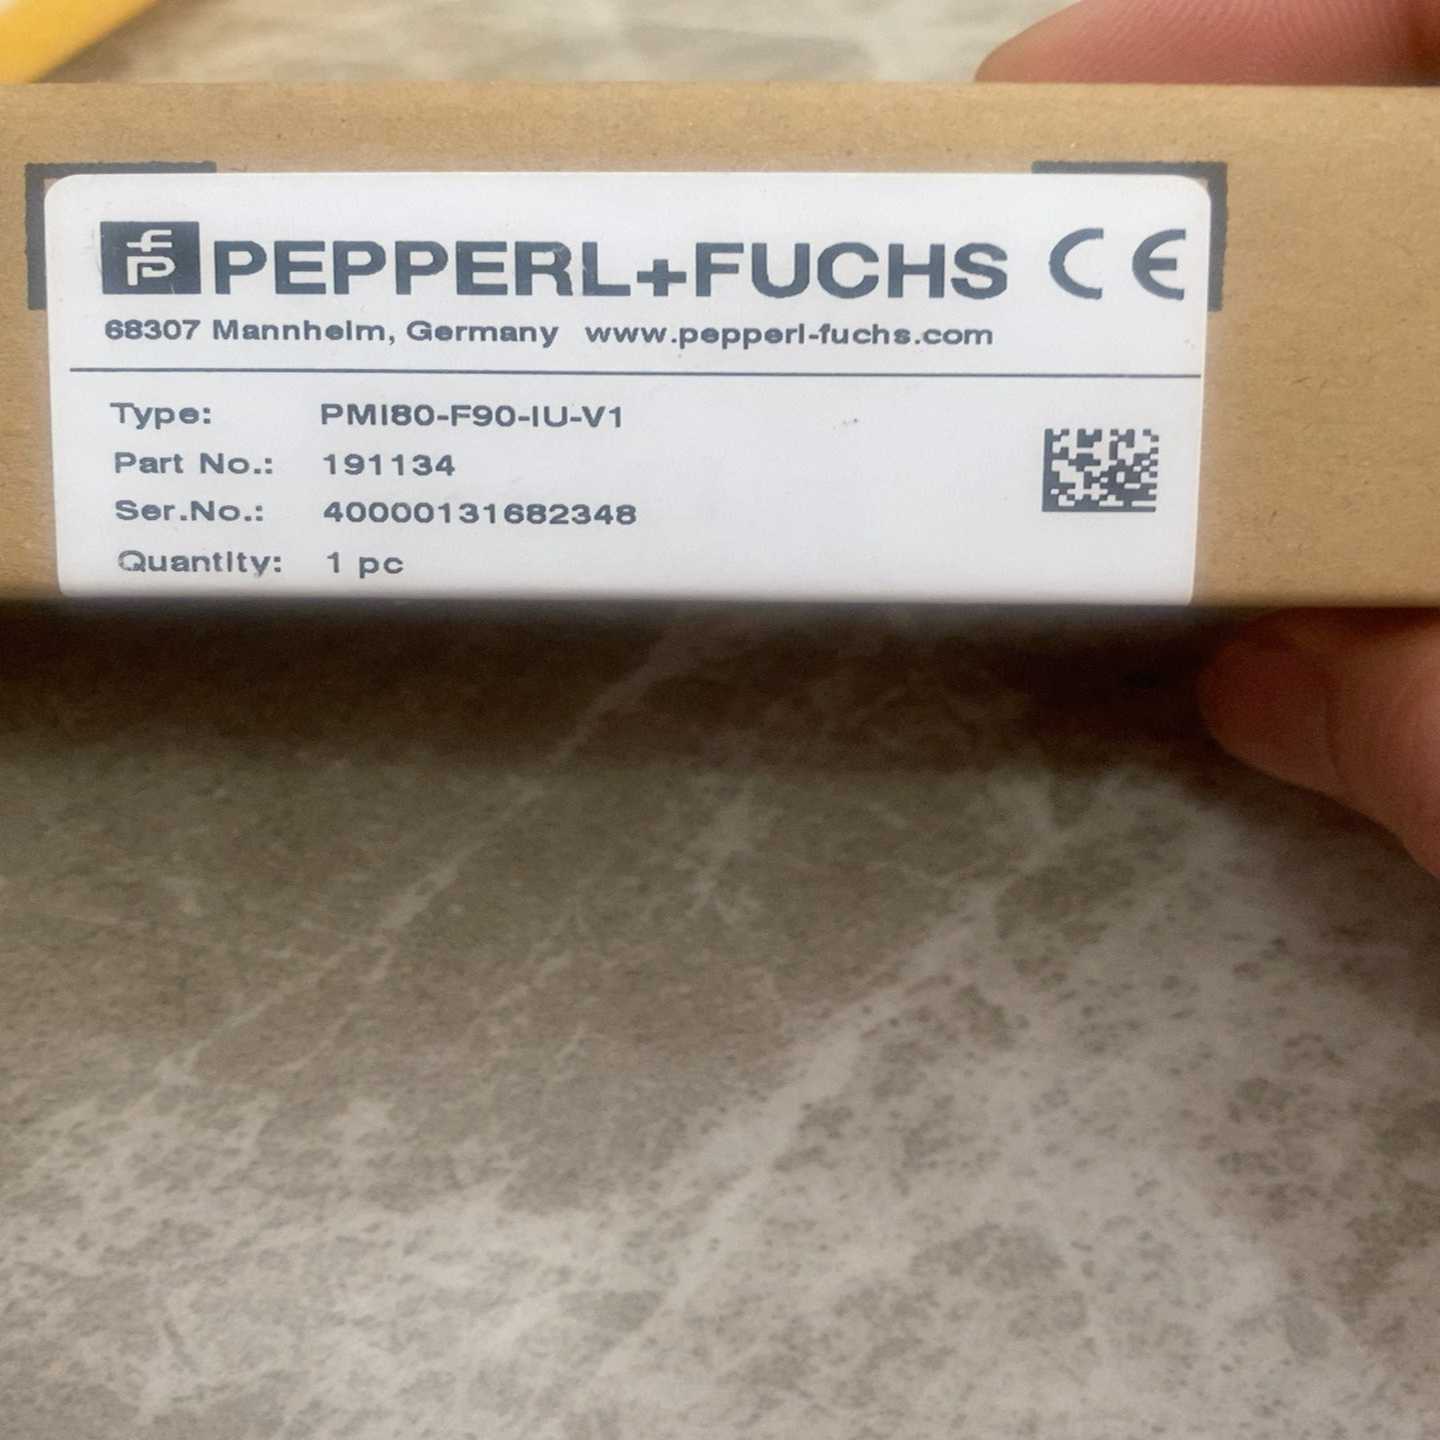 PEPPERL+FUCHS CE
68307 Mannheim, Germany www.pepperl-fuchs.com
Type: PMI80-F90-IU-V1
Part No.: 191134
Ser.No.: 40000131682348
Quantity: 1 pc